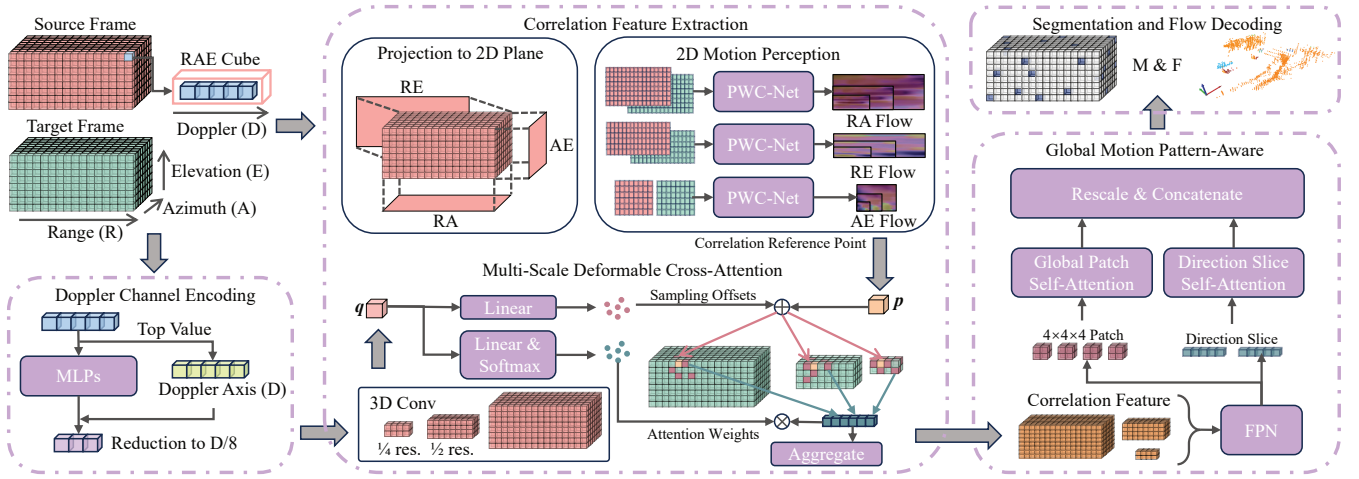 Source Frame
RAE Cube
Doppler (D)
Target Frame
Elevation (E)
Azimuth (A)
Range (R)
Doppler Channel Encoding
Top Value
MLPs
Doppler Axis (D)
Reduction to D/8
Correlation Feature Extraction
Projection to 2D Plane
RE
AE
RA
2D Motion Perception
PWC-Net
RA Flow
PWC-Net
RE Flow
PWC-Net
AE Flow
Correlation Reference Point
Multi-Scale Deformable Cross-Attention
q
Linear
Sampling Offsets
p
Linear &
Softmax
3D Conv
¼ res.
½ res.
Attention Weights
Aggregate
Segmentation and Flow Decoding
M & F
Global Motion Pattern-Aware
Rescale & Concatenate
Global Patch
Self-Attention
Direction Slice
Self-Attention
4×4×4 Patch
Direction Slice
Correlation Feature
FPN